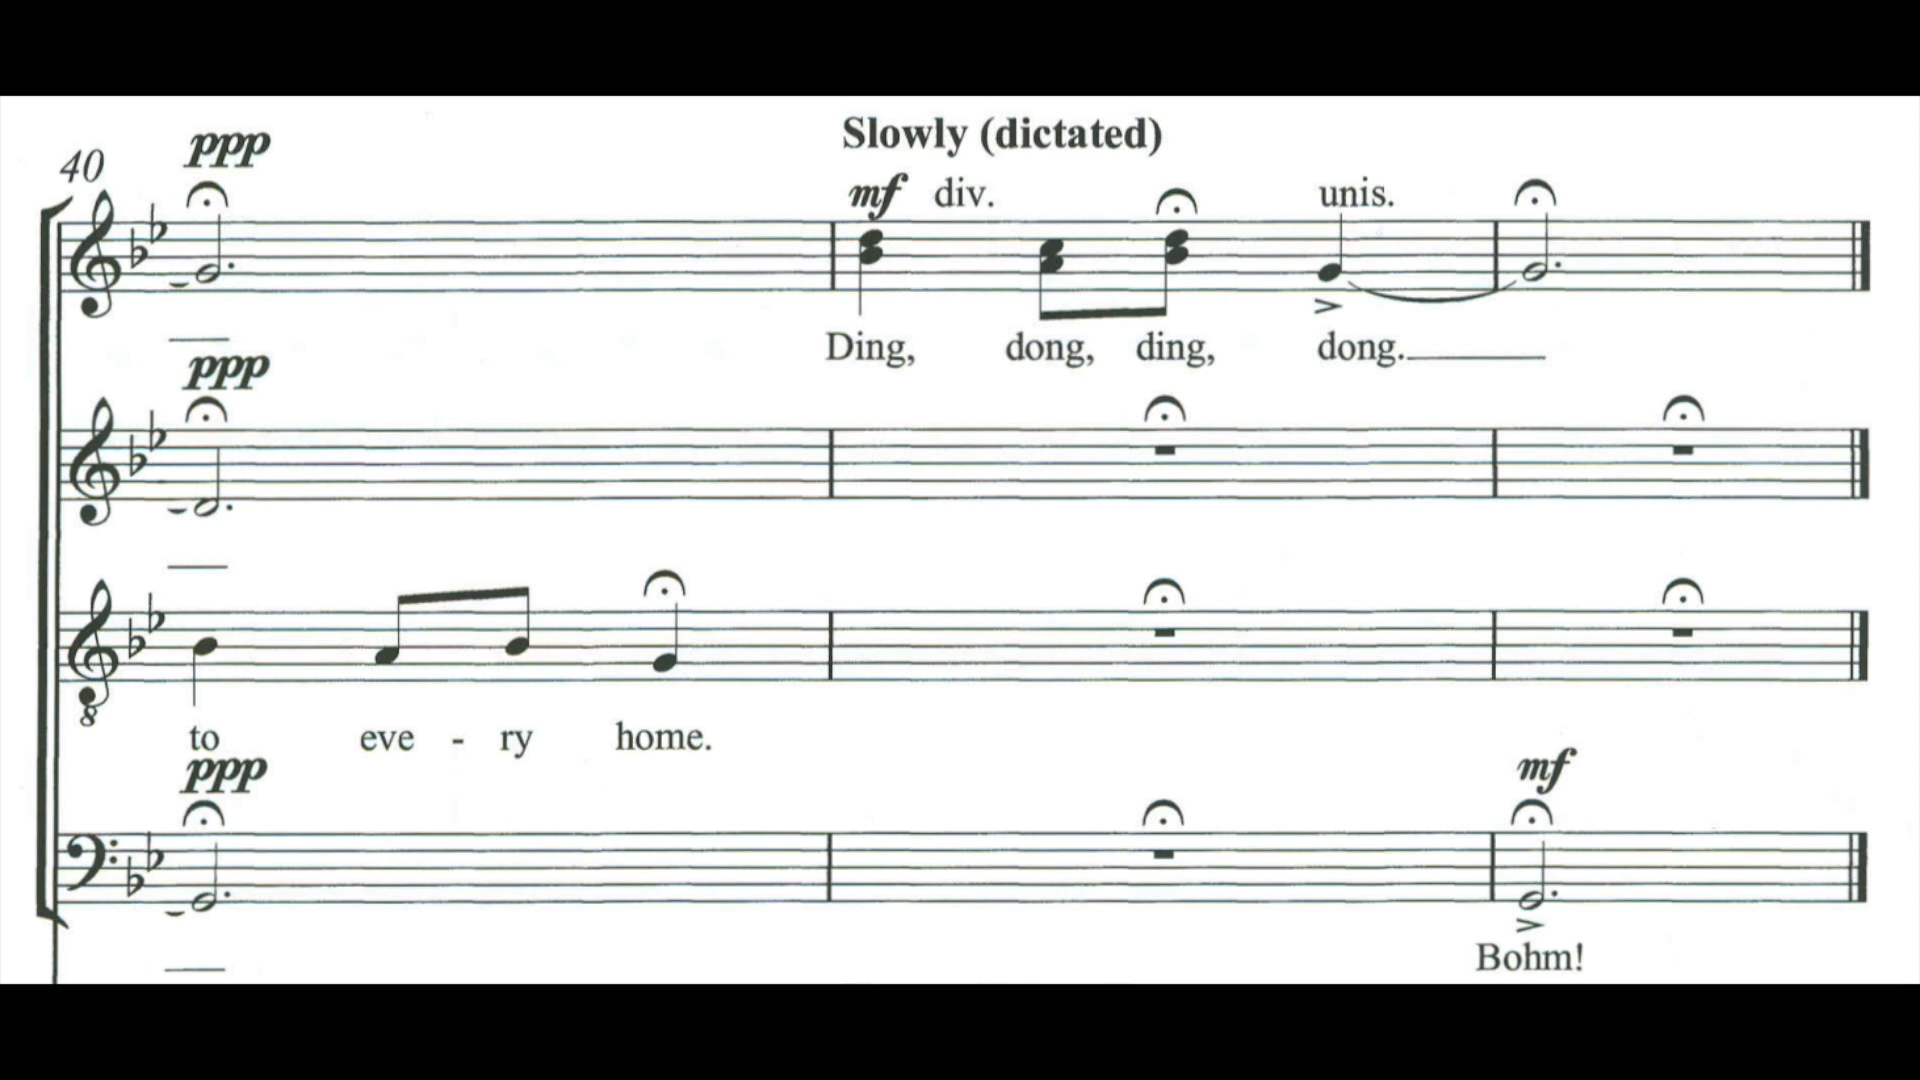 Slowly (dictated)
40 ppp
mf div. unis.
Ding, dong, ding, dong.
ppp
8
to eve - ry home.
ppp mf
Bohm!